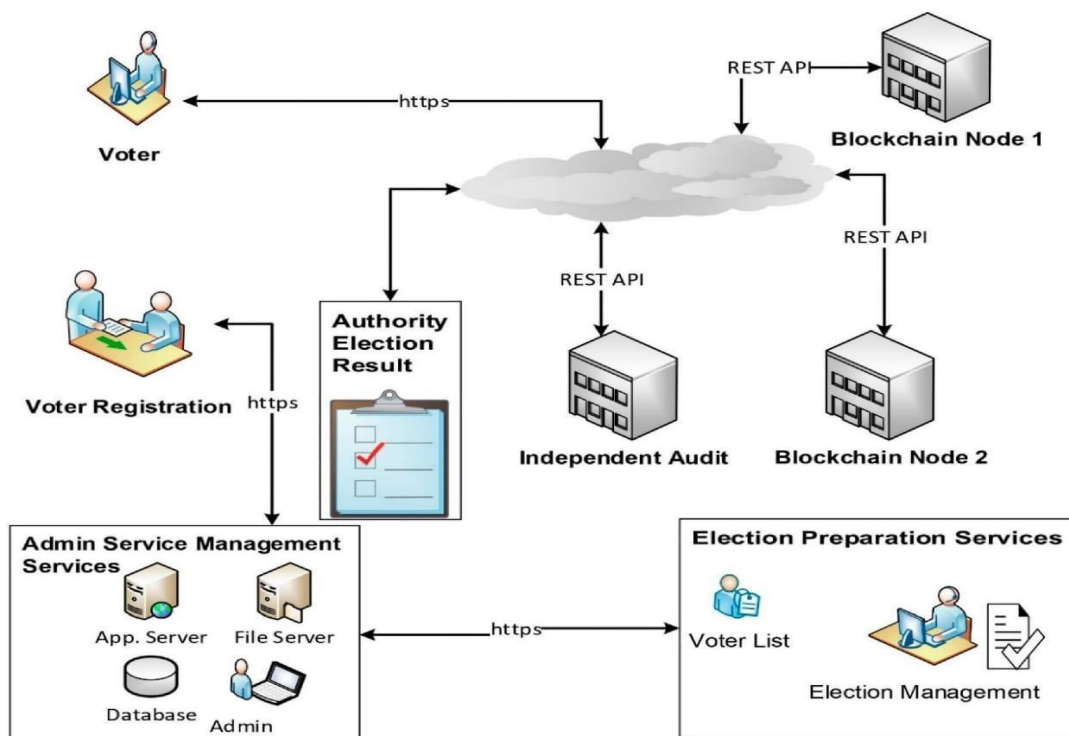 REST API
https
Blockchain Node 1
Voter
REST API
REST API
Authority
Election
Result
Voter Registration
https
Independent Audit
Blockchain Node 2
Admin Service Management
Services
App. Server
File Server
Database
Admin
https
Election Preparation Services
Voter List
Election Management